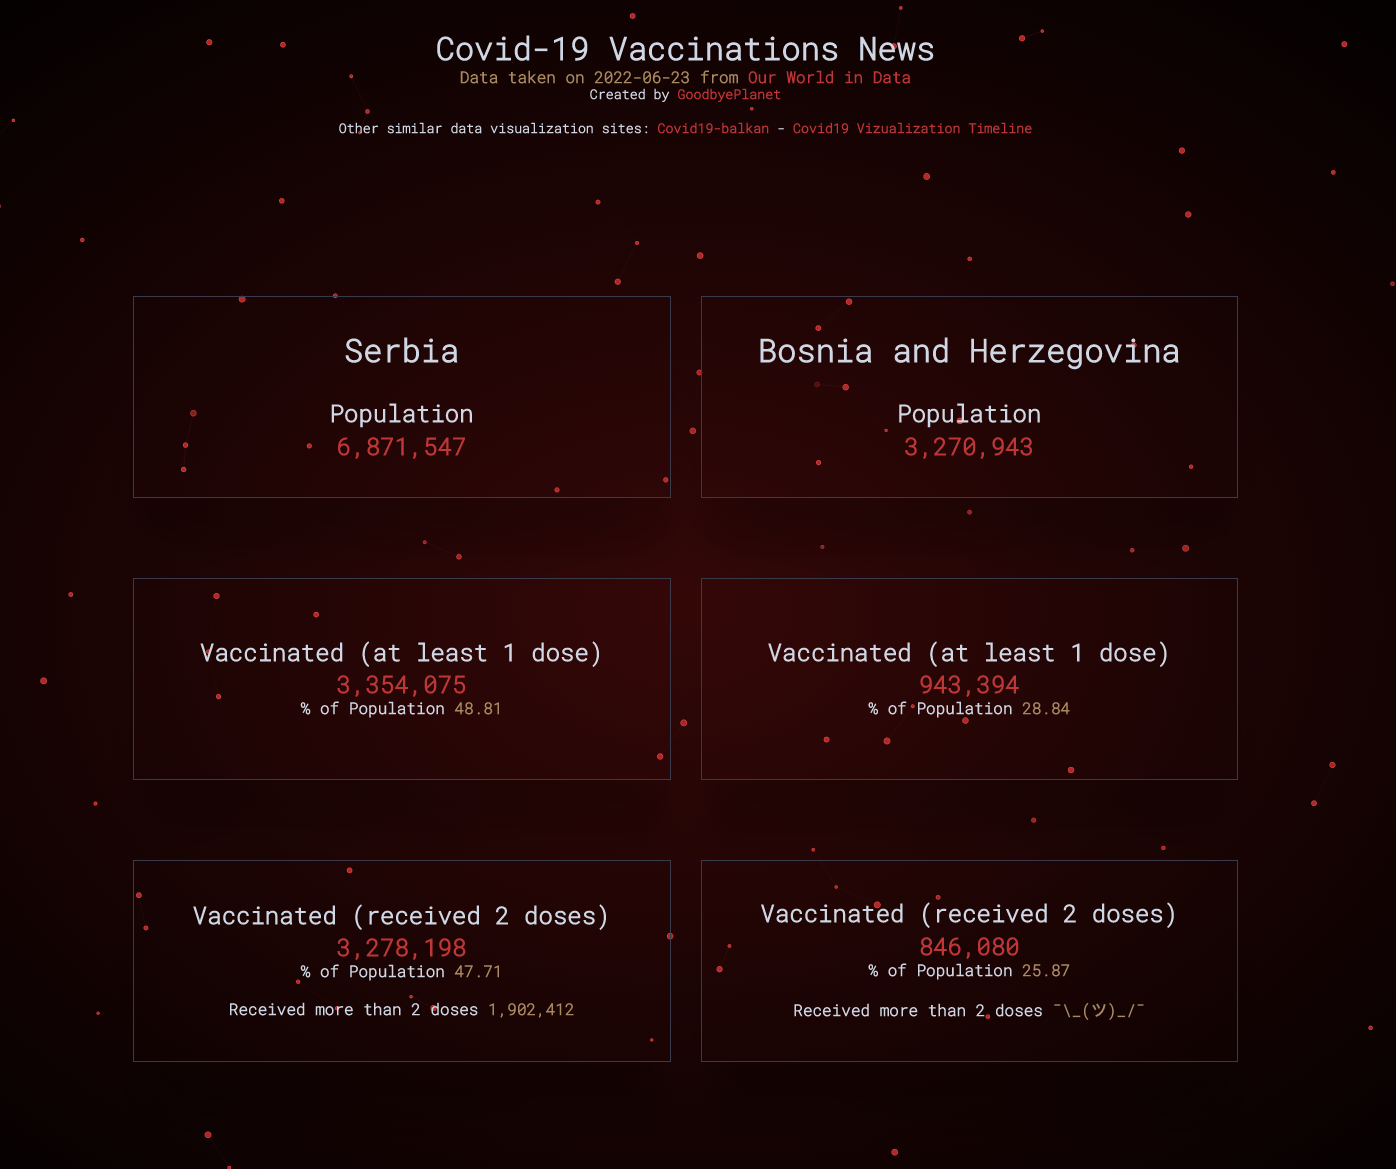 Covid-19 Vaccinations News
Data taken on 2022-06-23 from Our World in Data
Created by GoodbyePlanet
Other similar data visualization sites: Covid19-balkan - Covid19 Vizualization Timeline
Serbia
Population
6,871,547
Bosnia and Herzegovina
Population
3,270,943
Vaccinated (at least 1 dose)
3,354,075
% of Population 48.81
Vaccinated (at least 1 dose)
943,394
% of Population 28.84
Vaccinated (received 2 doses)
3,278,198
% of Population 47.71
Received more than 2 doses 1,902,412
Vaccinated (received 2 doses)
846,080
% of Population 25.87
Received more than 2 doses ¯\_(ツ)_/¯